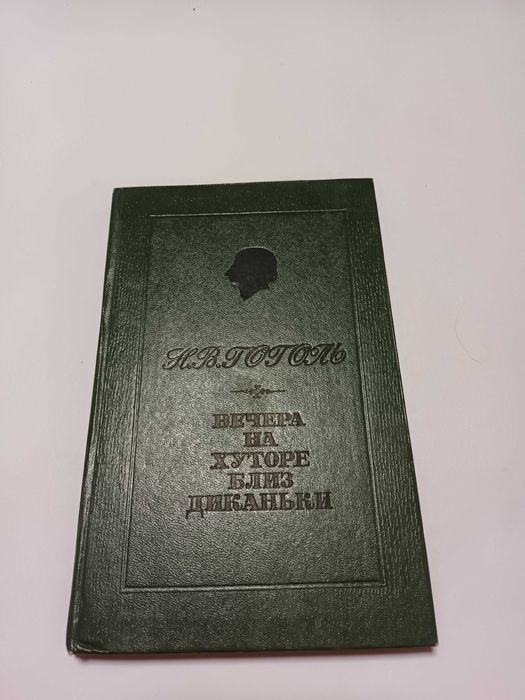 Н.В.ГОГОЛЬ
ВЕЧЕРА
НА
ХУТОРЕ
БЛИЗ
ДИКАНЬКИ